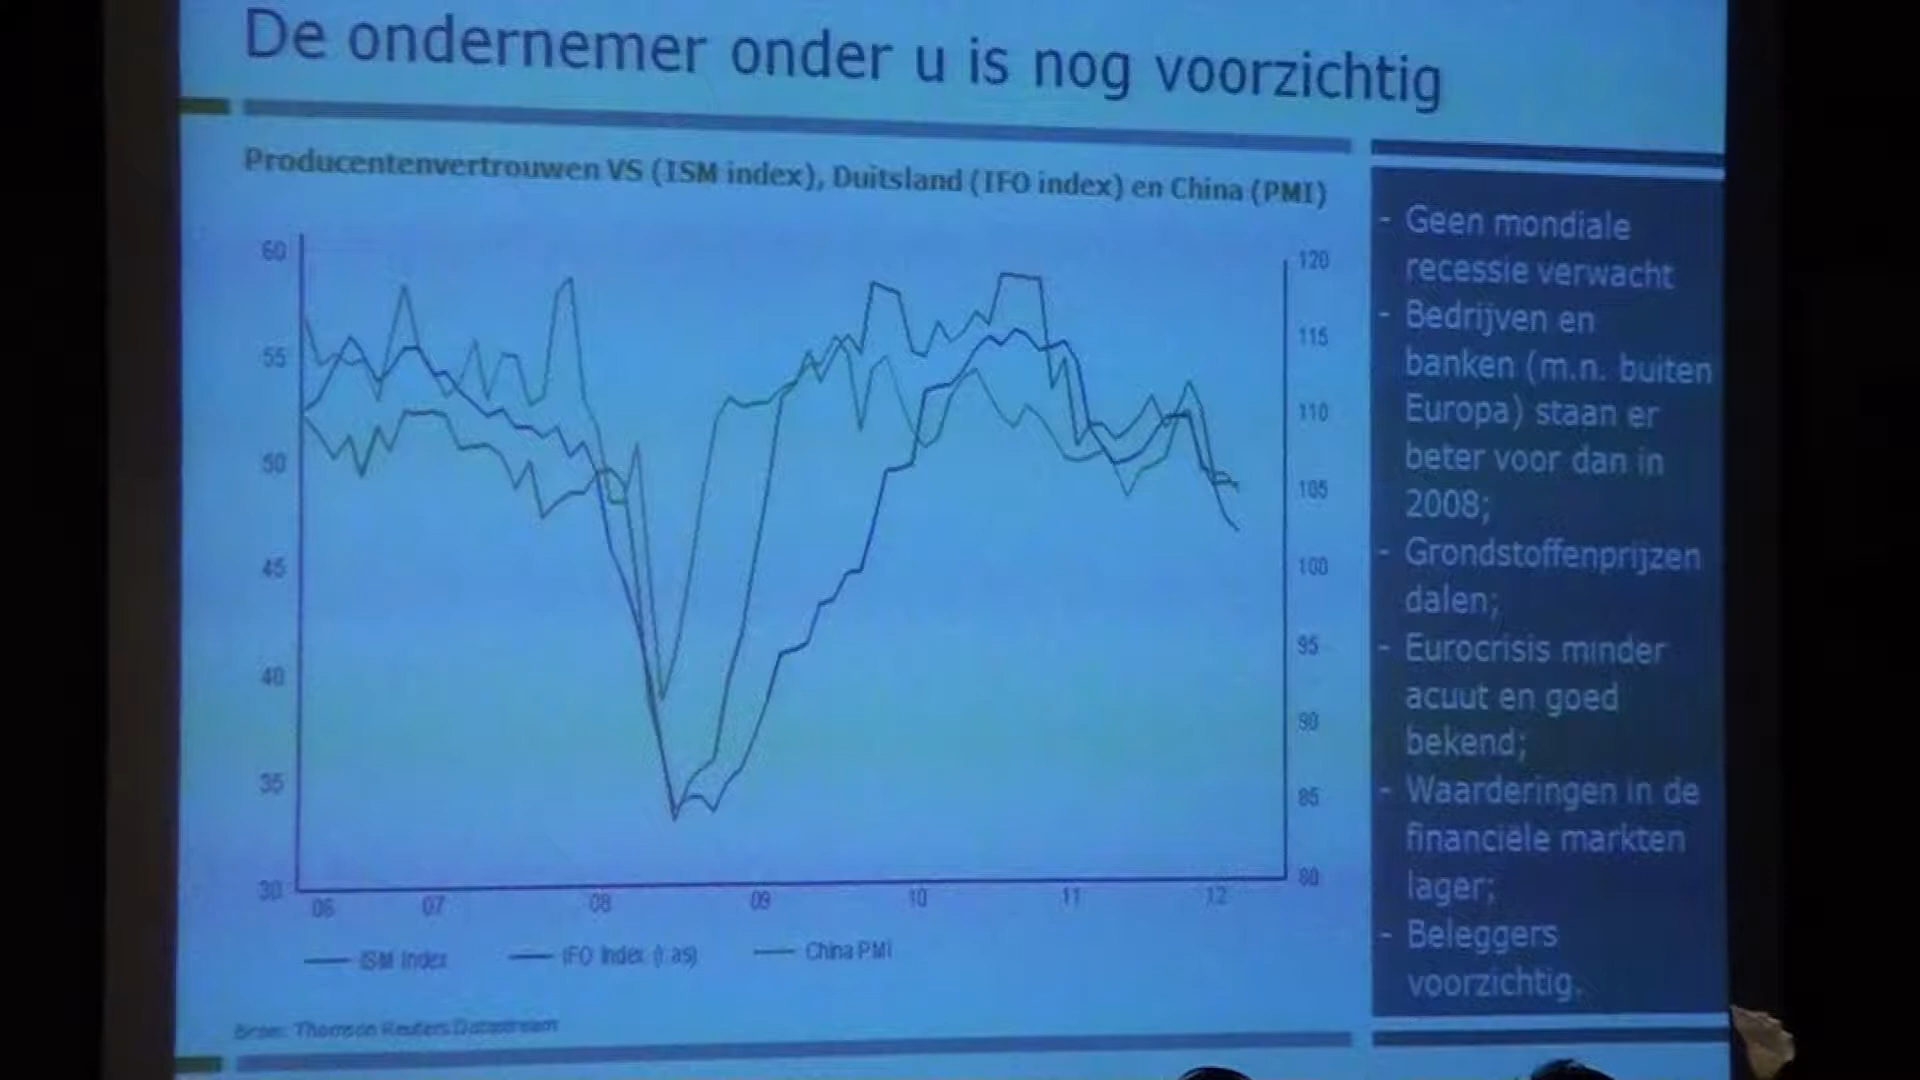 De ondernemer onder u is nog voorzichtig
Producentenvertrouwen VS (ISM index), Duitsland (IFO index) en China (PMI)
60
55
50
45
40
35
30
120
115
110
105
100
95
90
85
80
06 07 08 09 10 11 12
ISM Index IFO Index (r.as) China PMI
Bron: Thomson Reuters Datastream
- Geen mondiale
recessie verwacht
- Bedrijven en
banken (m.n. buiten
Europa) staan er
beter voor dan in
2008;
- Grondstoffenprijzen
dalen;
- Eurocrisis minder
acuut en goed
bekend;
- Waarderingen in de
financiële markten
lager;
- Beleggers
voorzichtig.